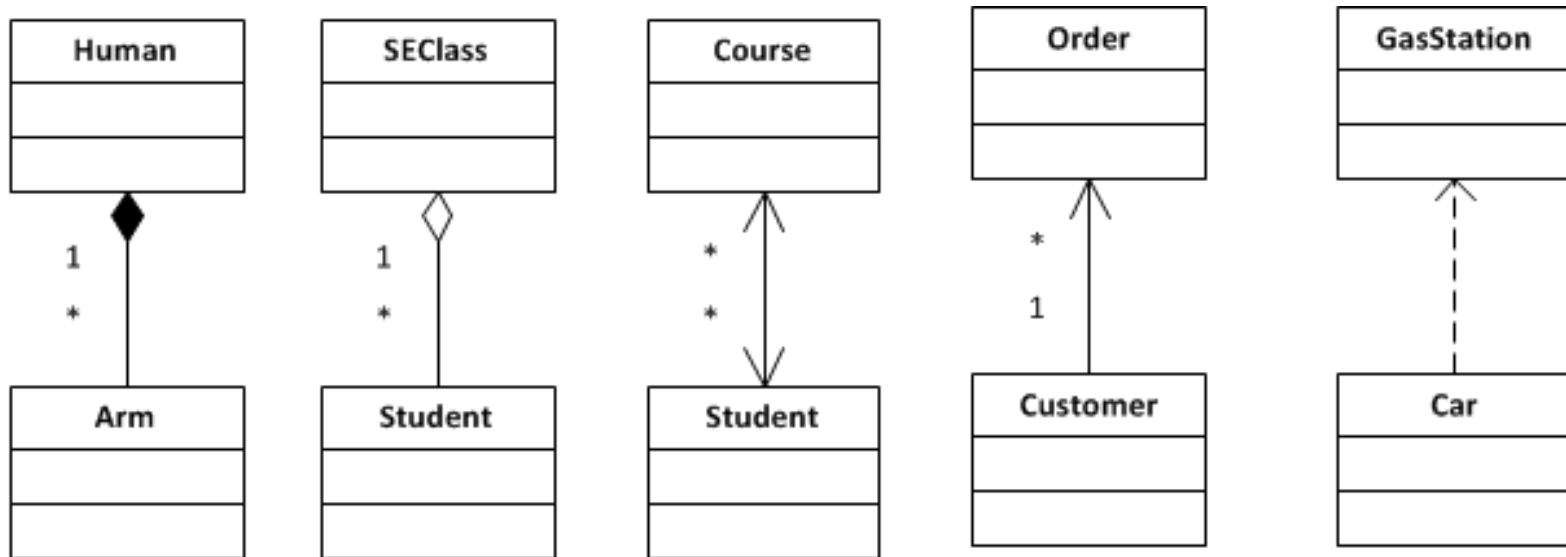 Human
1
*
Arm
SEClass
1
*
Student
Course
*
*
Student
Order
*
1
Customer
GasStation
Car